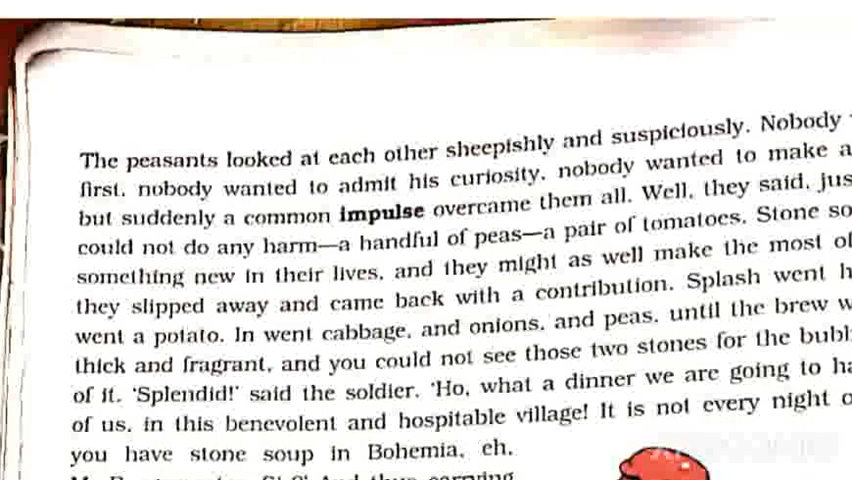 The peasants looked at each other sheepishly and suspiciously. Nobody
first, nobody wanted to admit his curiosity, nobody wanted to make a
but suddenly a common impulse overcame them all. Well, they said, jus
could not do any harm—a handful of peas—a pair of tomatoes. Stone so
something new in their lives, and they might as well make the most of
they slipped away and came back with a contribution. Splash went h
went a potato. In went cabbage, and onions, and peas, until the brew w
thick and fragrant, and you could not see those two stones for the bubl
of it. 'Splendid!' said the soldier. 'Ho, what a dinner we are going to ha
of us, in this benevolent and hospitable village! It is not every night o
you have stone soup in Bohemia, eh,